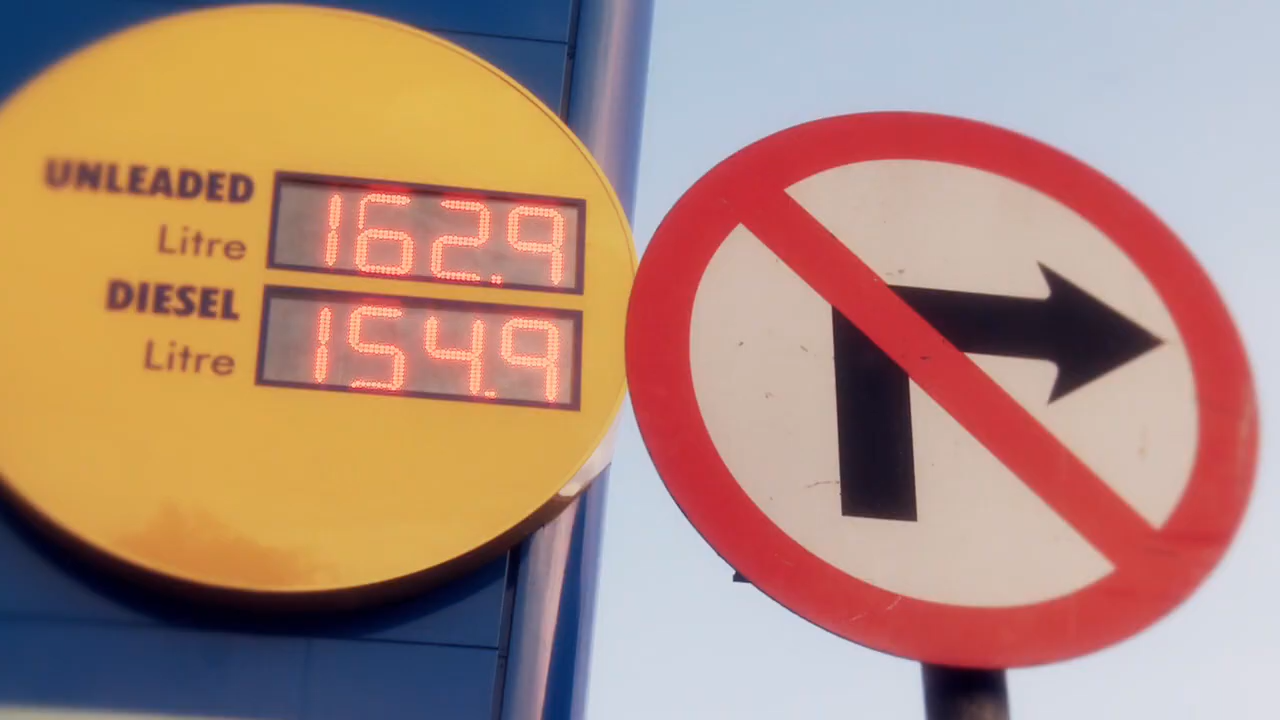 UNLEADED
Litre
162.9
DIESEL
Litre
154.9